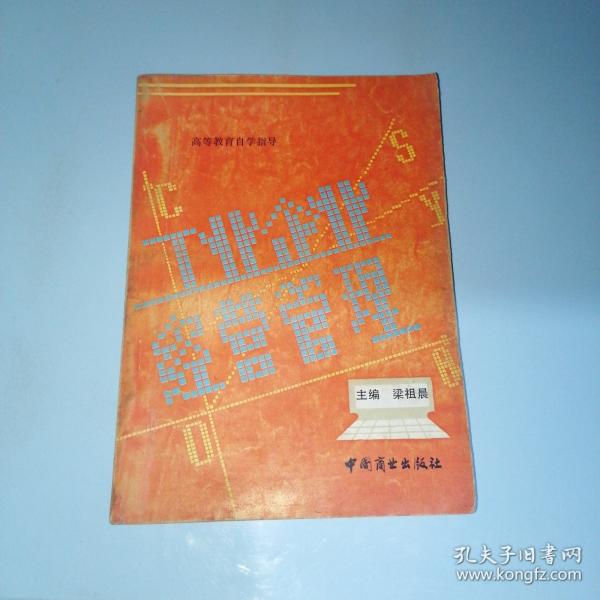 高等教育自学指导
C
S
工业企业
Y
经营管理
主编 梁祖晨
中国商业出版社
孔夫子旧书网
www.kongfz.com